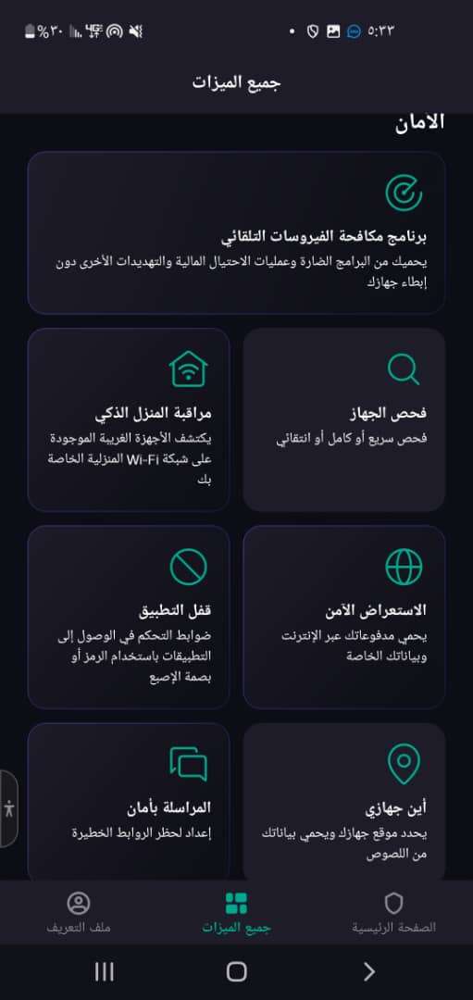 ٥:٣٣
%٣٠
جميع الميزات
الأمان
برنامج مكافحة الفيروسات التلقائي
يحميك من البرامج الضارة وعمليات الاحتيال المالية والتهديدات الأخرى دون
إبطاء جهازك
فحص الجهاز
فحص سريع أو كامل أو انتقائي
مراقبة المنزل الذكي
يكتشف الأجهزة الغريبة الموجودة
على شبكة Wi-Fi المنزلية الخاصة
بك
الاستعراض الآمن
يحمي مدفوعاتك عبر الإنترنت
وبياناتك الخاصة
قفل التطبيق
ضوابط التحكم في الوصول إلى
التطبيقات باستخدام الرمز أو
بصمة الإصبع
أين جهازي
يحدد موقع جهازك ويحمي بياناتك
من اللصوص
المراسلة بأمان
إعداد لحظر الروابط الخطيرة
الصفحة الرئيسية
جميع الميزات
ملف التعريف